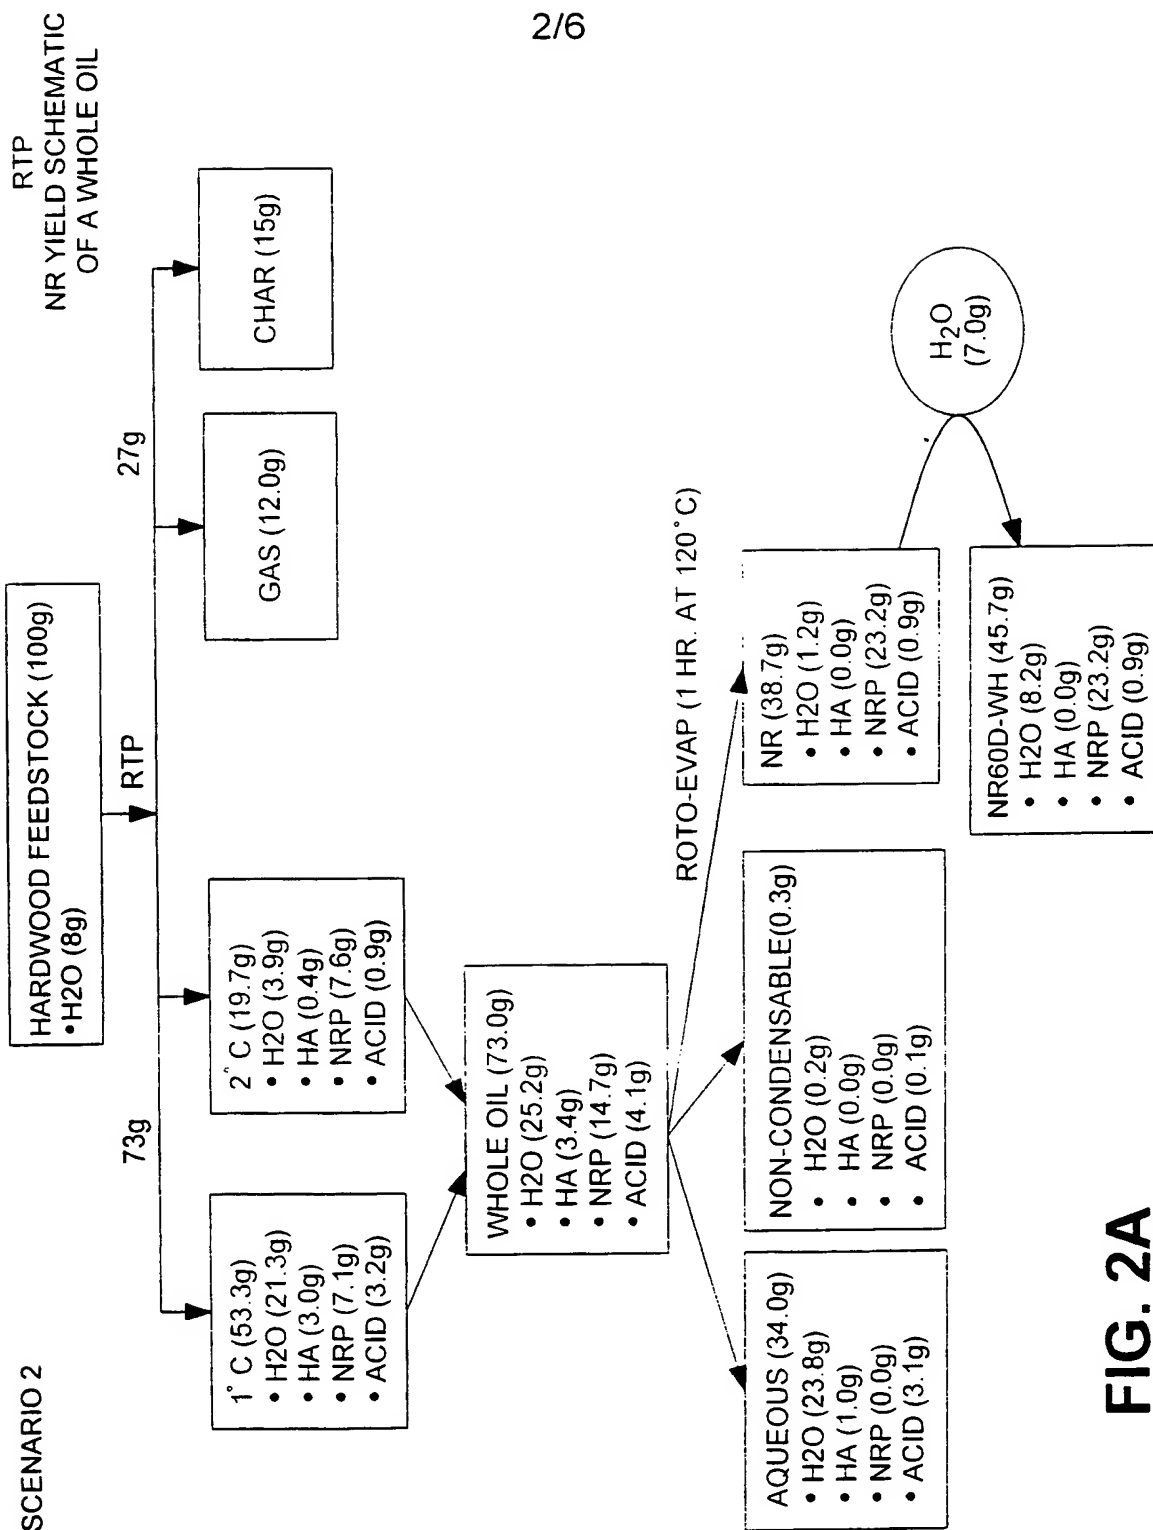 2/6
SCENARIO 2
RTP
NR YIELD SCHEMATIC
OF A WHOLE OIL
HARDWOOD FEEDSTOCK (100g)
•H2O (8g)
RTP
73g
27g
1° C (53.3g)
• H2O (21.3g)
• HA (3.0g)
• NRP (7.1g)
• ACID (3.2g)
2° C (19.7g)
• H2O (3.9g)
• HA (0.4g)
• NRP (7.6g)
• ACID (0.9g)
GAS (12.0g)
CHAR (15g)
WHOLE OIL (73.0g)
• H2O (25.2g)
• HA (3.4g)
• NRP (14.7g)
• ACID (4.1g)
ROTO-EVAP (1 HR. AT 120°C)
AQUEOUS (34.0g)
• H2O (23.8g)
• HA (1.0g)
• NRP (0.0g)
• ACID (3.1g)
NON-CONDENSABLE(0.3g)
• H2O (0.2g)
• HA (0.0g)
• NRP (0.0g)
• ACID (0.1g)
NR (38.7g)
• H2O (1.2g)
• HA (0.0g)
• NRP (23.2g)
• ACID (0.9g)
H₂O
(7.0g)
NR60D-WH (45.7g)
• H2O (8.2g)
• HA (0.0g)
• NRP (23.2g)
• ACID (0.9g)
FIG. 2A